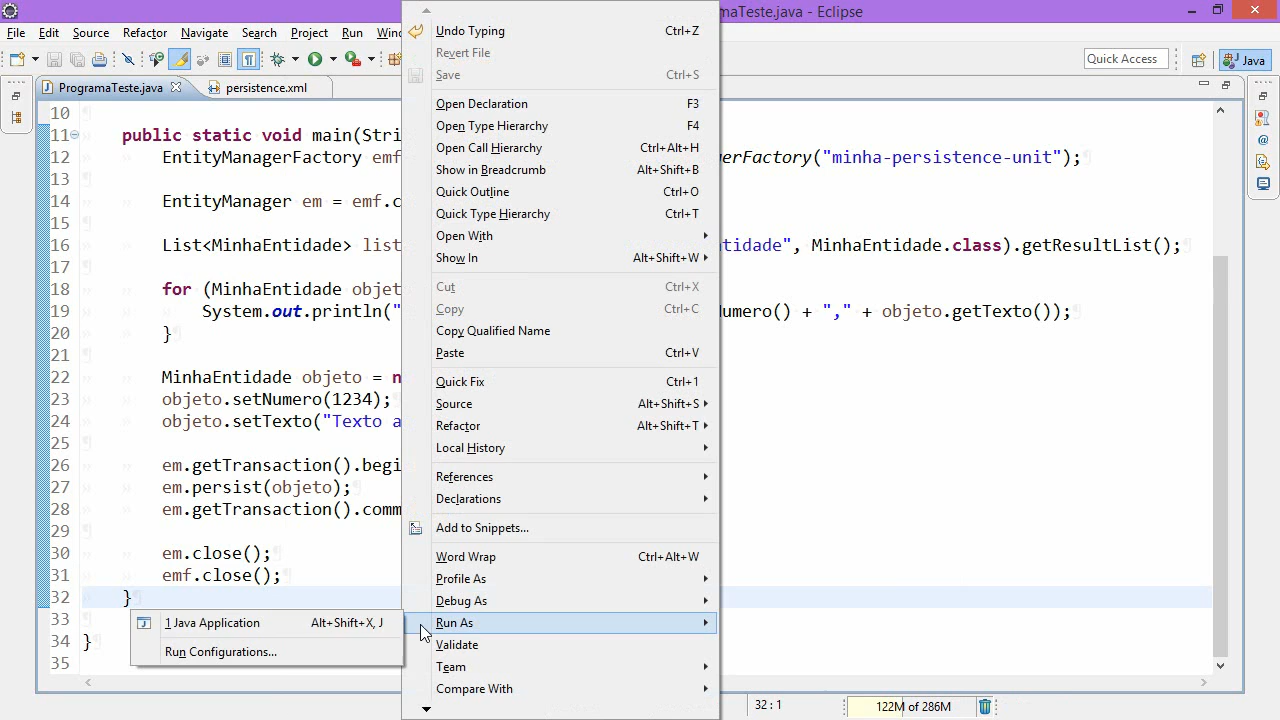 maTeste.java - Eclipse
File Edit Source Refactor Navigate Search Project Run Wind
Quick Access
Java
ProgramaTeste.java
persistence.xml
10
11 public static void main(Stri
12 EntityManagerFactory emf
erFactory("minha-persistence-unit");
13
14 EntityManager em = emf.c
15
16 List<MinhaEntidade> list
tidade", MinhaEntidade.class).getResultList();
17
18 for (MinhaEntidade objet
19 System.out.println("
umero() + "," + objeto.getTexto());
20 }
21
22 MinhaEntidade objeto = n
23 objeto.setNumero(1234);
24 objeto.setTexto("Texto a
25
26 em.getTransaction().begi
27 em.persist(objeto);
28 em.getTransaction().comm
29
30 em.close();
31 emf.close();
32 }
33
34 }
35
Undo Typing Ctrl+Z
Revert File
Save Ctrl+S
Open Declaration F3
Open Type Hierarchy F4
Open Call Hierarchy Ctrl+Alt+H
Show in Breadcrumb Alt+Shift+B
Quick Outline Ctrl+O
Quick Type Hierarchy Ctrl+T
Open With
Show In Alt+Shift+W
Cut Ctrl+X
Copy Ctrl+C
Copy Qualified Name
Paste Ctrl+V
Quick Fix Ctrl+1
Source Alt+Shift+S
Refactor Alt+Shift+T
Local History
References
Declarations
Add to Snippets...
Word Wrap Ctrl+Alt+W
Profile As
Debug As
Run As
Validate
Team
Compare With
1 Java Application Alt+Shift+X, J
Run Configurations...
32 : 1
122M of 286M